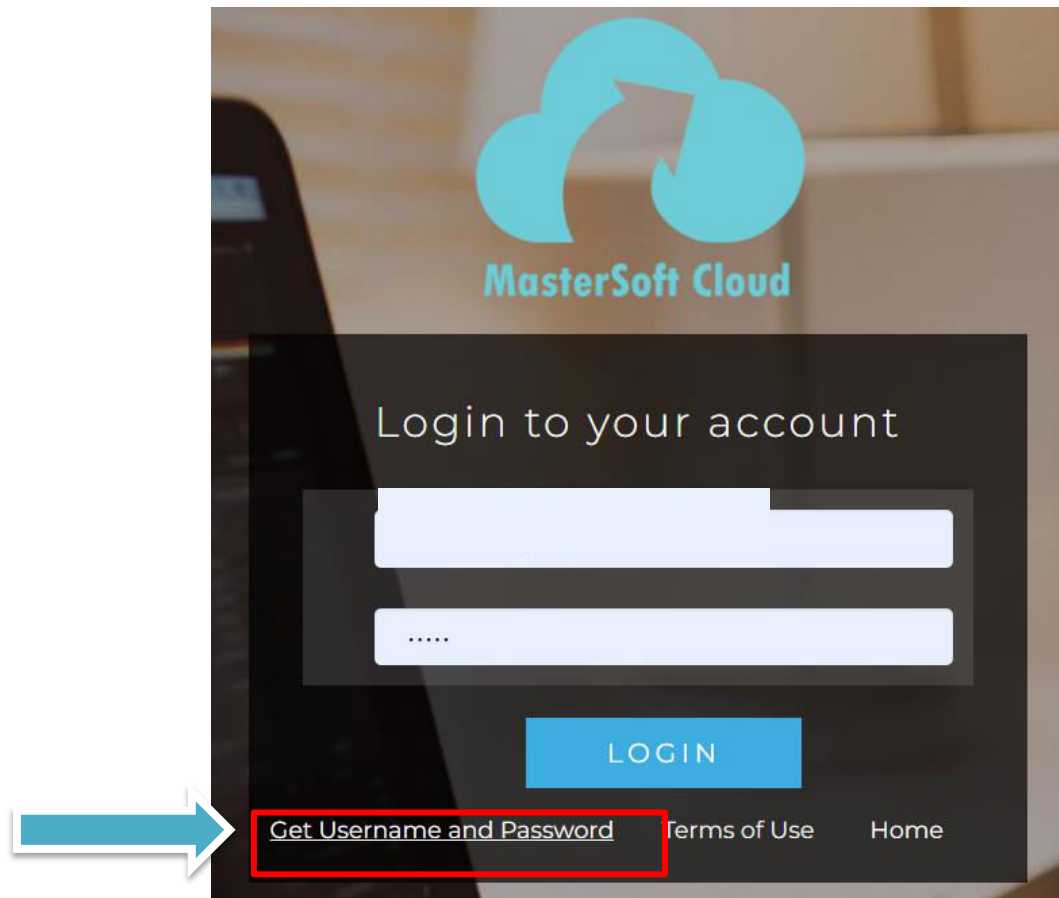 MasterSoft Cloud
Login to your account
.....
LOGIN
Get Username and Password Terms of Use Home